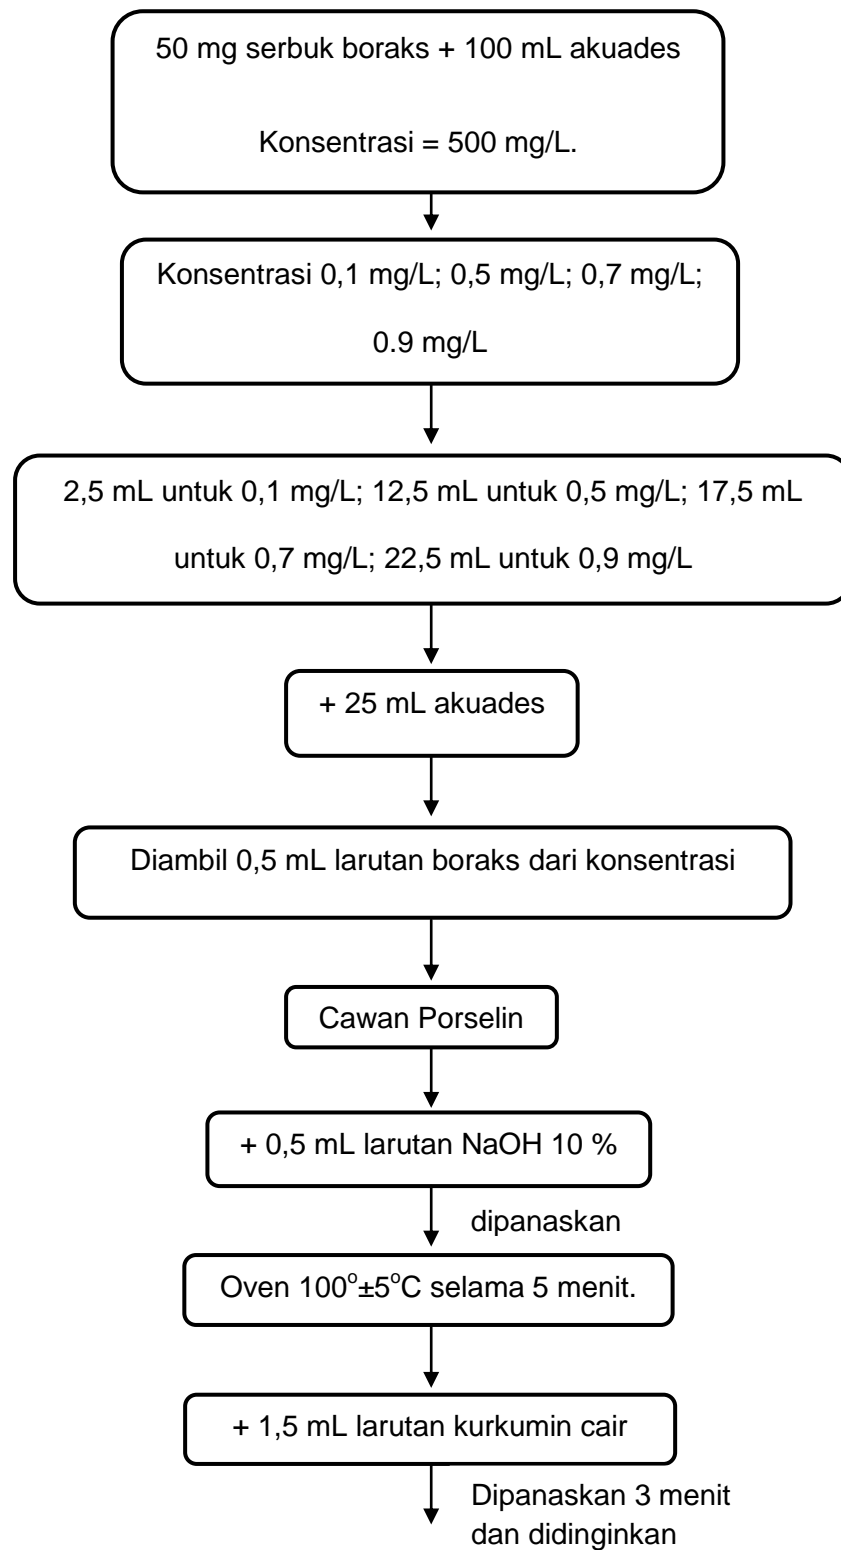 50 mg serbuk boraks + 100 mL akuades
Konsentrasi = 500 mg/L.
Konsentrasi 0,1 mg/L; 0,5 mg/L; 0,7 mg/L;
0.9 mg/L
2,5 mL untuk 0,1 mg/L; 12,5 mL untuk 0,5 mg/L; 17,5 mL
untuk 0,7 mg/L; 22,5 mL untuk 0,9 mg/L
+ 25 mL akuades
Diambil 0,5 mL larutan boraks dari konsentrasi
Cawan Porselin
+ 0,5 mL larutan NaOH 10 %
dipanaskan
Oven 100°±5°C selama 5 menit.
+ 1,5 mL larutan kurkumin cair
Dipanaskan 3 menit
dan didinginkan